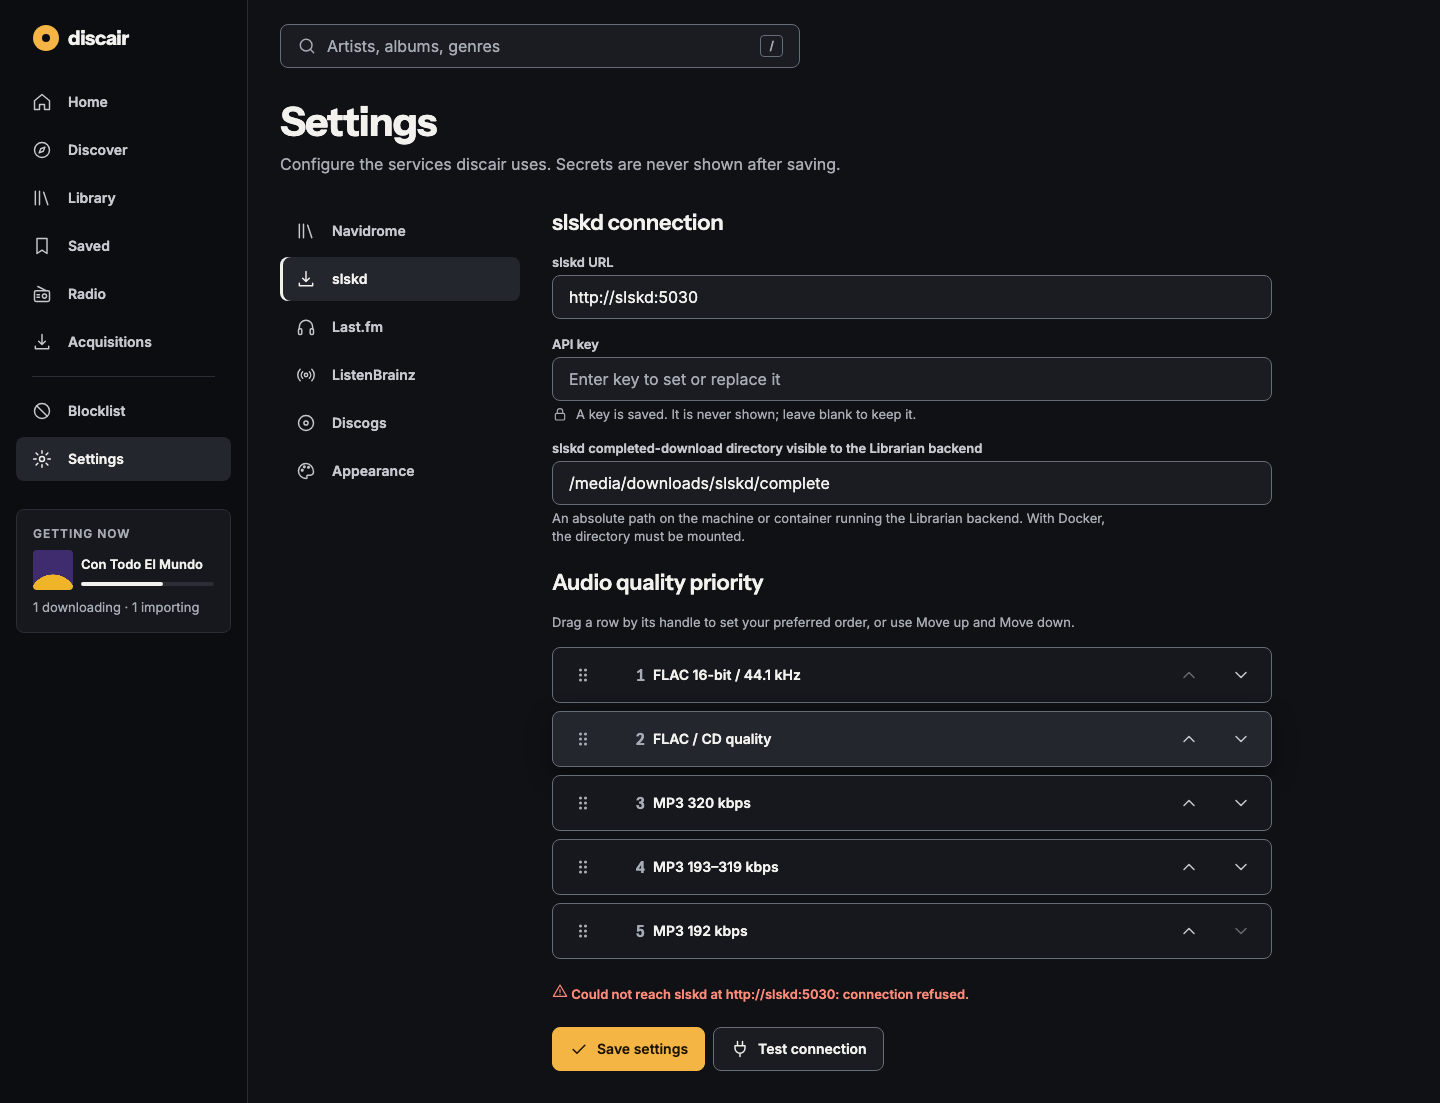 discair
Home
Discover
Library
Saved
Radio
Acquisitions
Blocklist
Settings
GETTING NOW
Con Todo El Mundo
1 downloading · 1 importing
Artists, albums, genres
/
Settings
Configure the services discair uses. Secrets are never shown after saving.
Navidrome
slskd
Last.fm
ListenBrainz
Discogs
Appearance
slskd connection
slskd URL
http://slskd:5030
API key
Enter key to set or replace it
A key is saved. It is never shown; leave blank to keep it.
slskd completed-download directory visible to the Librarian backend
/media/downloads/slskd/complete
An absolute path on the machine or container running the Librarian backend. With Docker,
the directory must be mounted.
Audio quality priority
Drag a row by its handle to set your preferred order, or use Move up and Move down.
1 FLAC 16-bit / 44.1 kHz
2 FLAC / CD quality
3 MP3 320 kbps
4 MP3 193–319 kbps
5 MP3 192 kbps
Could not reach slskd at http://slskd:5030: connection refused.
Save settings
Test connection